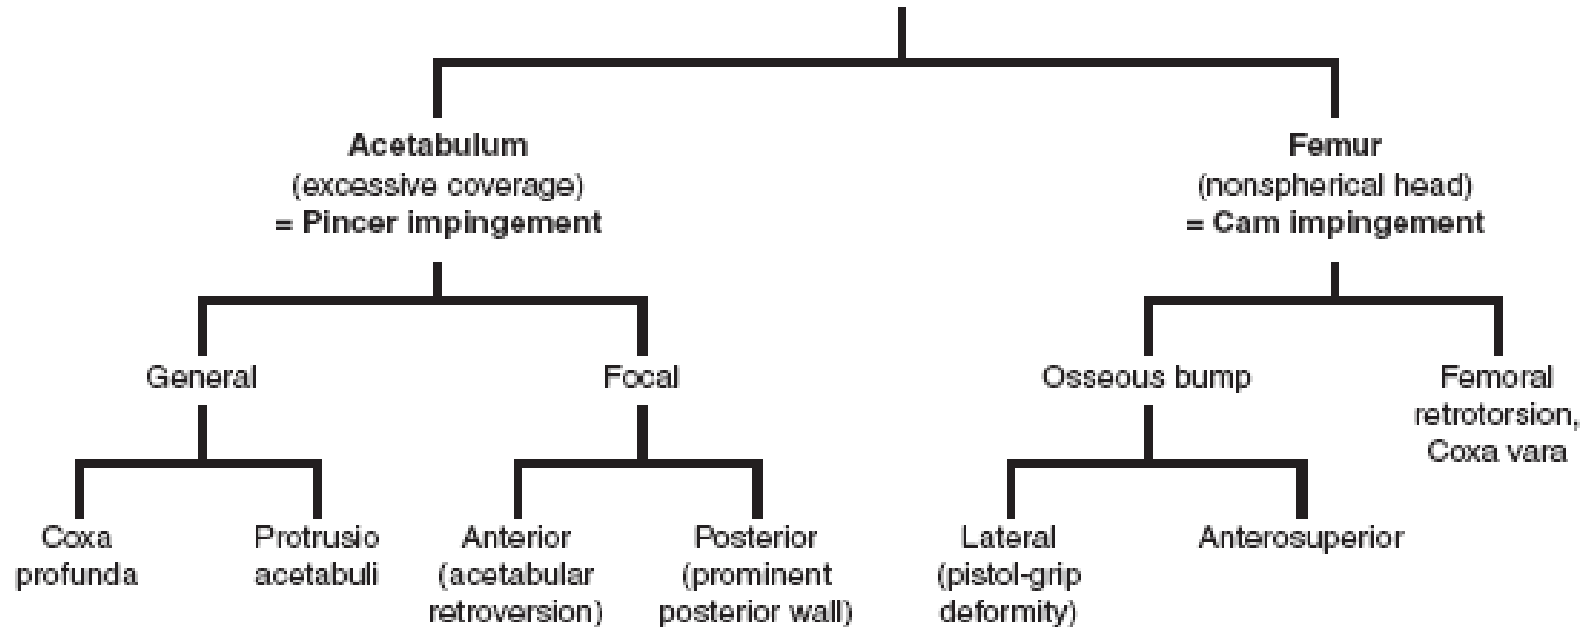 Acetabulum
(excessive coverage)
= Pincer impingement
Femur
(nonspherical head)
= Cam impingement
General
Focal
Osseous bump
Femoral
retrotorsion,
Coxa vara
Coxa
profunda
Protrusio
acetabuli
Anterior
(acetabular
retroversion)
Posterior
(prominent
posterior wall)
Lateral
(pistol-grip
deformity)
Anterosuperior